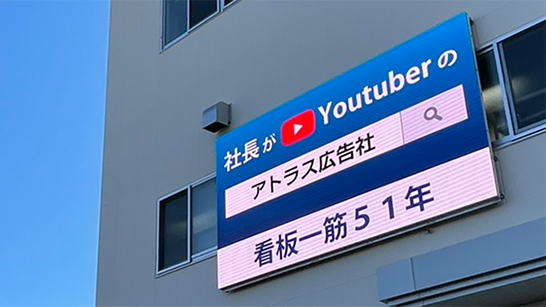 社長が Youtuberの
アトラス広告社
看板一筋51年